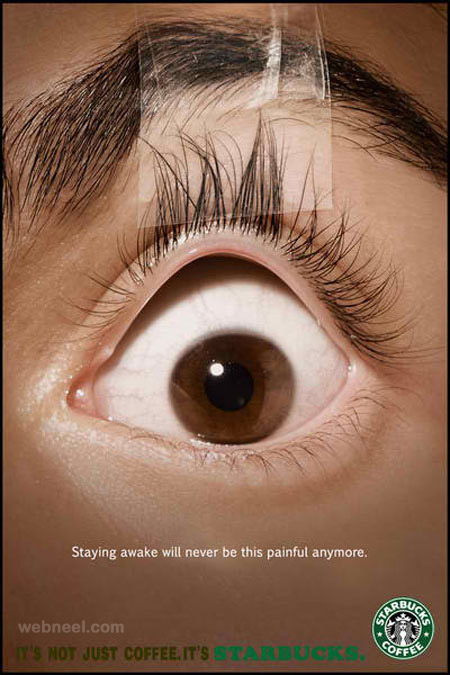 Staying awake will never be this painful anymore.
webneel.com
STARBUCKS
COFFEE
IT'S NOT JUST COFFEE.IT'S STARBUCKS.